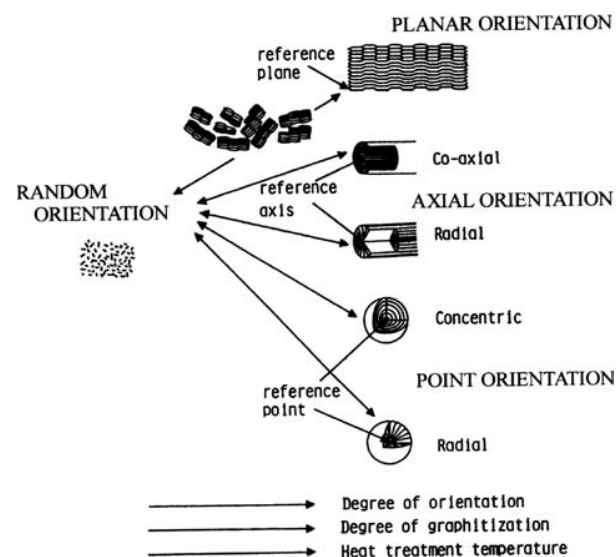 PLANAR ORIENTATION
reference
plane
Co-axial
RANDOM
ORIENTATION
reference
axis
AXIAL ORIENTATION
Radial
Concentric
reference
point
POINT ORIENTATION
Radial
Degree of orientation
Degree of graphitization
Heat treatment temperature